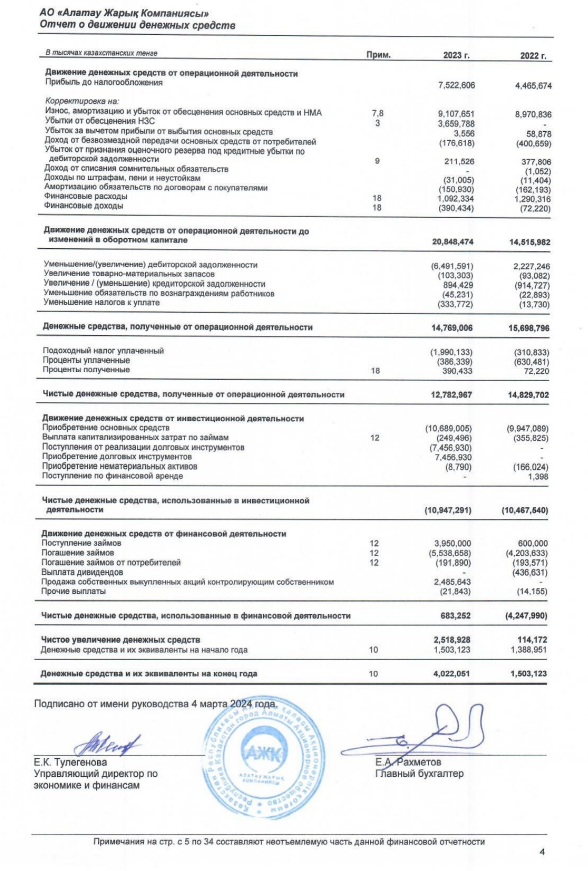 АО «Алатау Жарық Компаниясы»
Отчет о движении денежных средств
В тысячах казахстанских тенге Прим. 2023 г. 2022 г.
Движение денежных средств от операционной деятельности
Прибыль до налогообложения 7,522,606 4,465,674
Корректировка на:
Износ, амортизацию и убыток от обесценения основных средств и НМА 7,8 9,107,651 8,970,836
Убытки от обесценения НЗС 3 3,659,788 -
Убыток за вычетом прибыли от выбытия основных средств 3,556 58,878
Доход от безвозмездной передачи основных средств от потребителей (176,618) (400,659)
Убыток от признания оценочного резерва под кредитные убытки по
дебиторской задолженности 9 211,526 377,806
Доход от списания сомнительных обязательств - (1,052)
Доходы по штрафам, пени и неустойкам (31,005) (11,404)
Амортизацию обязательств по договорам с покупателями (150,930) (162,193)
Финансовые расходы 18 1,092,334 1,290,316
Финансовые доходы 18 (390,434) (72,220)
Движение денежных средств от операционной деятельности до
изменений в оборотном капитале 20,848,474 14,515,982
Уменьшение/(увеличение) дебиторской задолженности (6,491,591) 2,227,246
Увеличение товарно-материальных запасов (103,303) (93,082)
Увеличение / (уменьшение) кредиторской задолженности 894,429 (914,727)
Уменьшение обязательств по вознаграждениям работников (45,231) (22,893)
Уменьшение налогов к уплате (333,772) (13,730)
Денежные средства, полученные от операционной деятельности 14,769,006 15,698,796
Подоходный налог уплаченный (1,990,133) (310,833)
Проценты уплаченные (386,339) (630,481)
Проценты полученные 18 390,433 72,220
Чистые денежные средства, полученные от операционной деятельности 12,782,967 14,829,702
Движение денежных средств от инвестиционной деятельности
Приобретение основных средств (10,689,005) (9,947,089)
Выплата капитализированных затрат по займам 12 (249,496) (355,825)
Поступления от реализации долговых инструментов (7,456,930) -
Приобретение долговых инструментов 7,456,930 -
Приобретение нематериальных активов (8,790) (166,024)
Поступление по финансовой аренде - 1,398
Чистые денежные средства, использованные в инвестиционной
деятельности (10,947,291) (10,467,540)
Движение денежных средств от финансовой деятельности
Поступление займов 12 3,950,000 600,000
Погашение займов 12 (5,538,658) (4,203,633)
Погашение займов от потребителей 12 (191,890) (193,571)
Выплата дивидендов - (436,631)
Продажа собственных выкупленных акций контролирующим собственником 2,485,643
Прочие выплаты (21,843) (14,155)
Чистые денежные средства, использованные в финансовой деятельности 683,252 (4,247,990)
Чистое увеличение денежных средств 2,518,928 114,172
Денежные средства и их эквиваленты на начало года 10 1,503,123 1,388,951
Денежные средства и их эквиваленты на конец года 10 4,022,051 1,503,123
Подписано от имени руководства 4 марта 2024 года.
АЖК
АЛАТАУ ЖАРЫҚ
КОМПАНИЯСЫ
Е.К. Тулегенова Е.А. Рахметов
Управляющий директор по Главный бухгалтер
экономике и финансам
Примечания на стр. с 5 по 34 составляют неотъемлемую часть данной финансовой отчетности
4